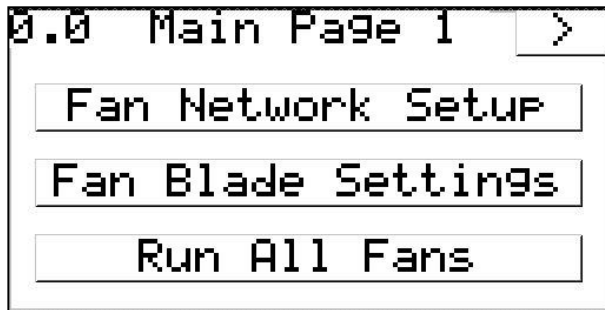 0.0 Main Page 1 >
Fan Network Setup
Fan Blade Settings
Run All Fans